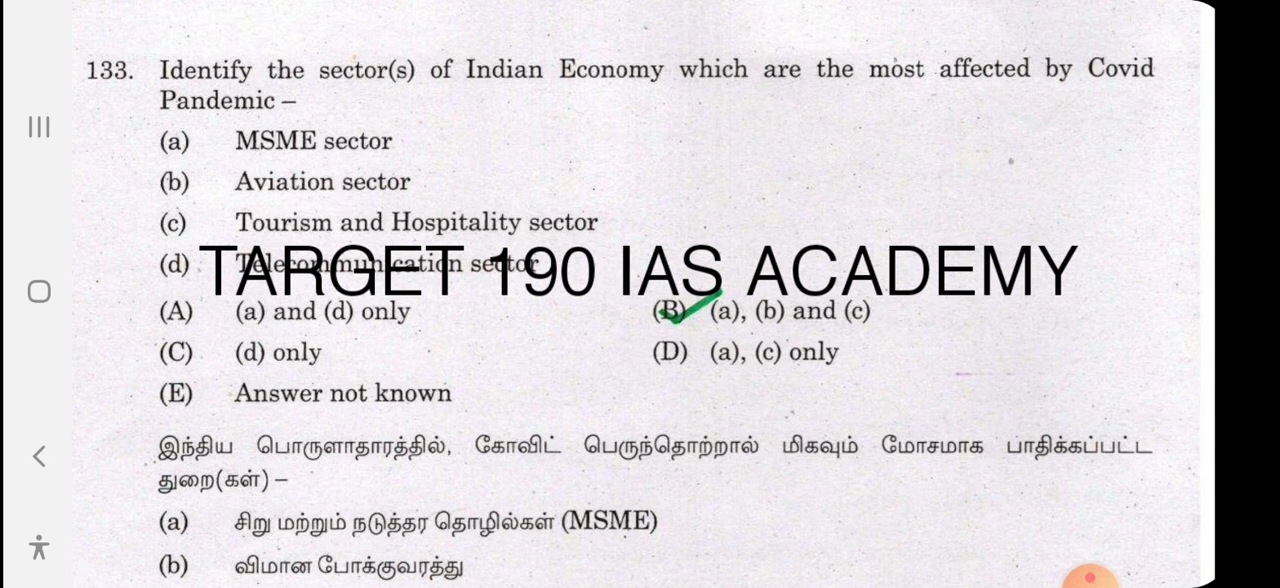 133. Identify the sector(s) of Indian Economy which are the most affected by Covid
Pandemic –
(a) MSME sector
(b) Aviation sector
(c) Tourism and Hospitality sector
(d) Telecommunication sector
TARGET 190 IAS ACADEMY
(A) (a) and (d) only (B) (a), (b) and (c)
(C) (d) only (D) (a), (c) only
(E) Answer not known
இந்திய பொருளாதாரத்தில், கோவிட் பெருந்தொற்றால் மிகவும் மோசமாக பாதிக்கப்பட்ட
துறை(கள்) –
(a) சிறு மற்றும் நடுத்தர தொழில்கள் (MSME)
(b) விமான போக்குவரத்து